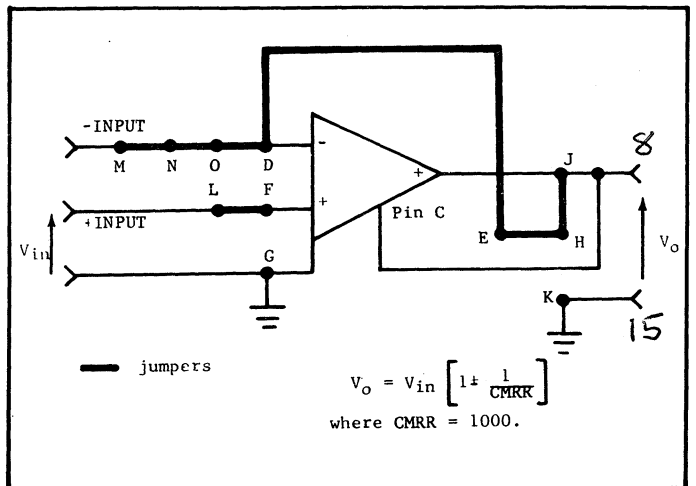 -INPUT
M N O D
-
J
8
L F
+
+
+INPUT
Pin C
E H
V_in
V_o
G
K
15
jumpers
V_o = V_in [1± 1/CMRR]
where CMRR = 1000.